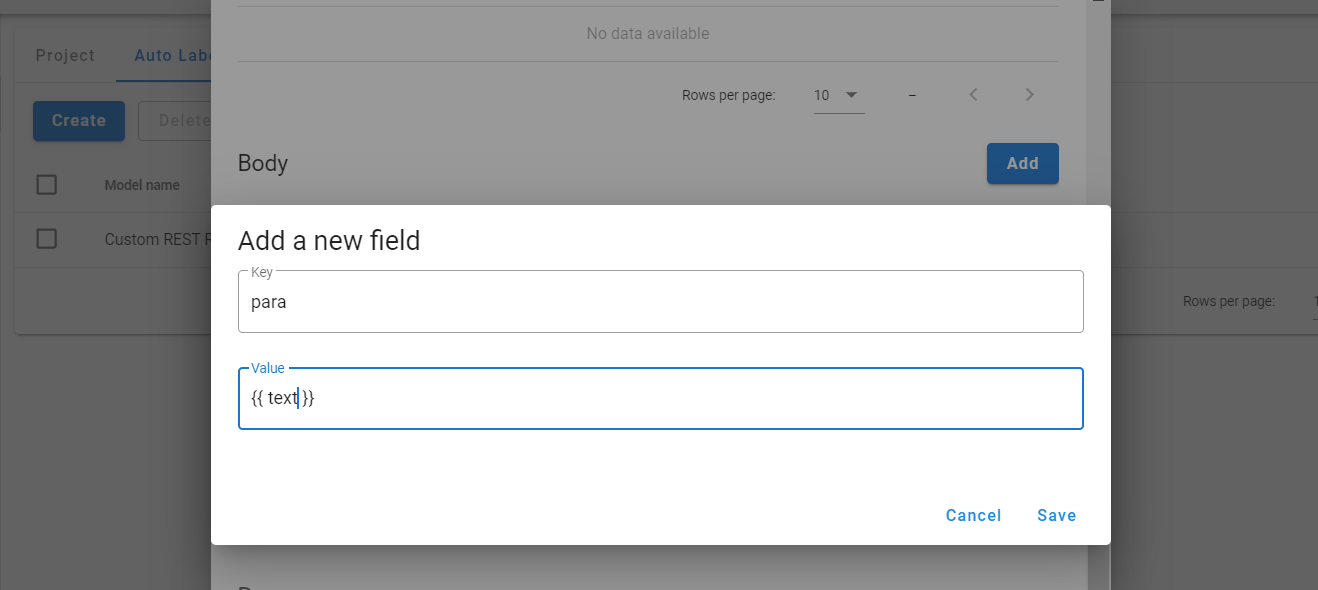 No data available
Project
Auto Labe
Rows per page:
10
–
Create
Delete
Body
Add
Model name
Custom REST R
Add a new field
Key
para
Value
{{ text }}
Rows per page:
Cancel
Save